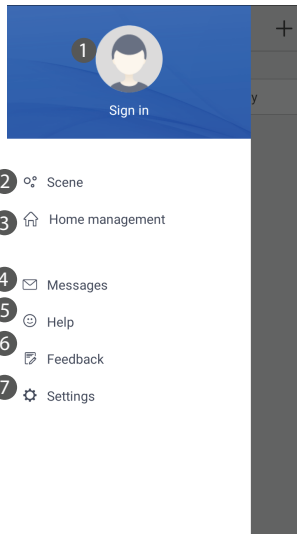 1
Sign in
y
2 Scene
3 Home management
4 Messages
5 Help
6
Feedback
7 Settings